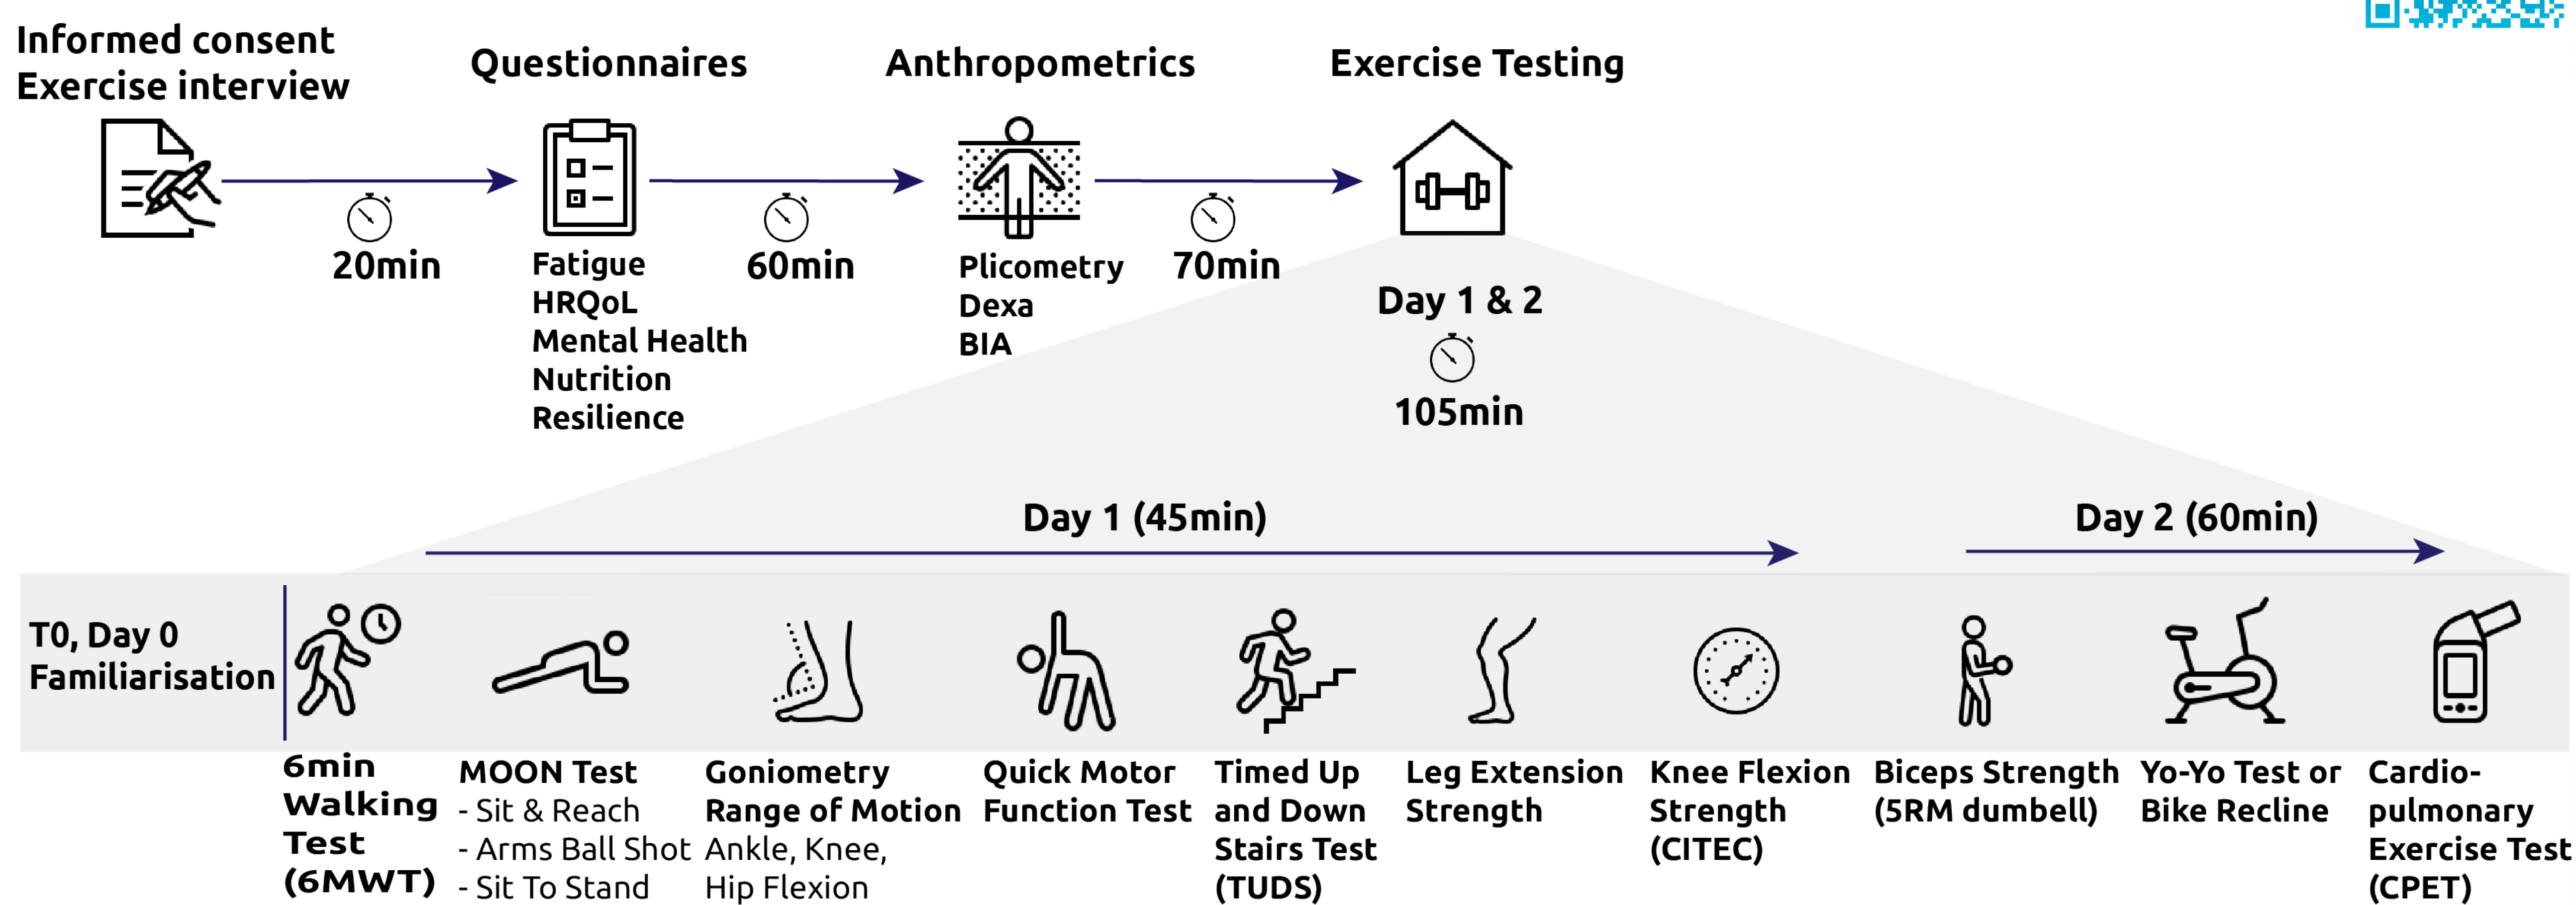 Informed consent
Exercise interview
Questionnaires
Anthropometrics
Exercise Testing
20min
60min
70min
Fatigue
HRQoL
Mental Health
Nutrition
Resilience
Plicometry
Dexa
BIA
Day 1 & 2
105min
Day 1 (45min)
Day 2 (60min)
T0, Day 0
Familiarisation
6min
Walking
Test
(6MWT)
MOON Test
- Sit & Reach
- Arms Ball Shot
- Sit To Stand
Goniometry
Range of Motion
Ankle, Knee,
Hip Flexion
Quick Motor
Function Test
Timed Up
and Down
Stairs Test
(TUDS)
Leg Extension
Strength
Knee Flexion
Strength
(CITEC)
Biceps Strength
(5RM dumbell)
Yo-Yo Test or
Bike Recline
Cardio-
pulmonary
Exercise Test
(CPET)